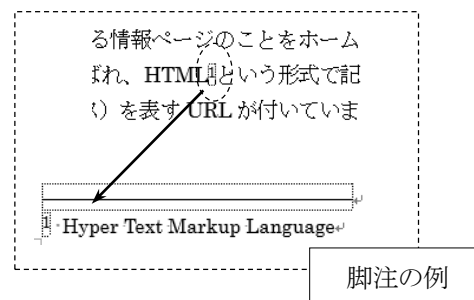 る情報ページのことをホーム
ばれ、HTML1という形式で記
）を表す URL が付いていま
1 Hyper Text Markup Language
脚注の例